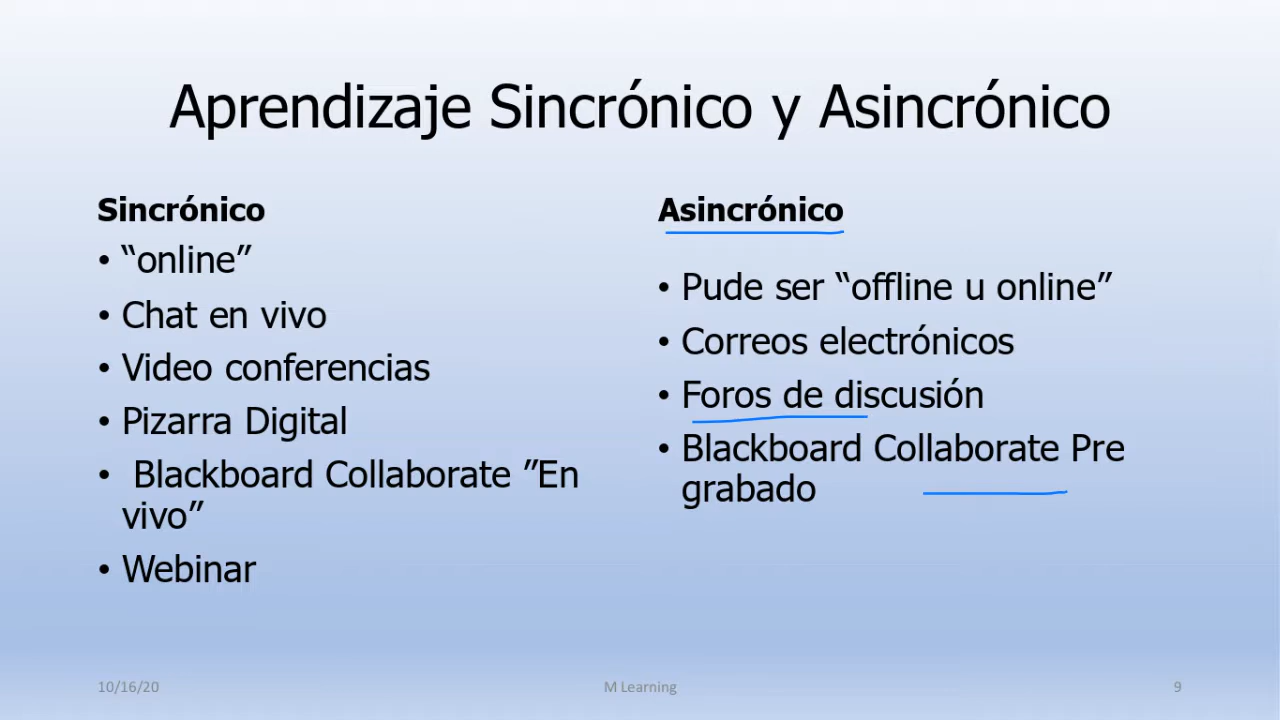 Aprendizaje Sincrónico y Asincrónico
Sincrónico
• “online”
• Chat en vivo
• Video conferencias
• Pizarra Digital
• Blackboard Collaborate ”En
vivo”
• Webinar
Asincrónico
• Pude ser “offline u online”
• Correos electrónicos
• Foros de discusión
• Blackboard Collaborate Pre
grabado
10/16/20
M Learning
9